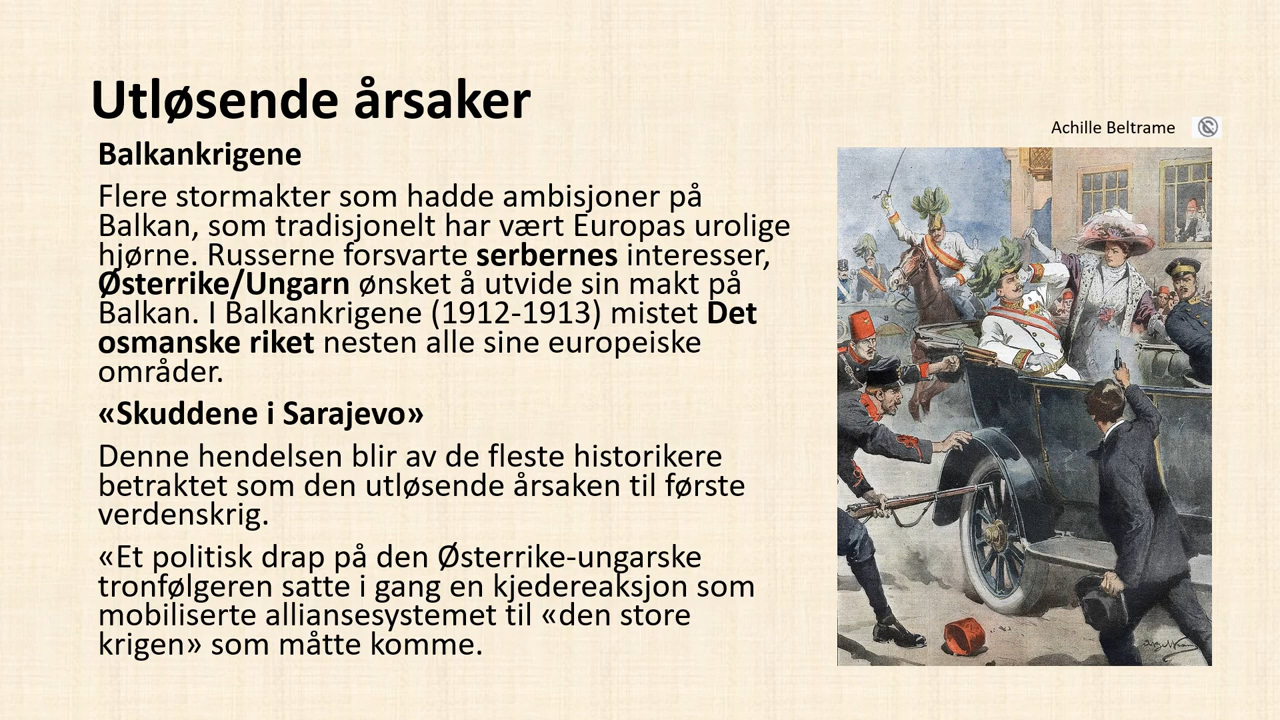 Utløsende årsaker
Achille Beltrame
Balkankrigene
Flere stormakter som hadde ambisjoner på
Balkan, som tradisjonelt har vært Europas urolige
hjørne. Russerne forsvarte serbernes interesser,
Østerrike/Ungarn ønsket å utvide sin makt på
Balkan. I Balkankrigene (1912-1913) mistet Det
osmanske riket nesten alle sine europeiske
områder.
«Skuddene i Sarajevo»
Denne hendelsen blir av de fleste historikere
betraktet som den utløsende årsaken til første
verdenskrig.
«Et politisk drap på den Østerrike-ungarske
tronfølgeren satte i gang en kjedereaksjon som
mobiliserte alliansesystemet til «den store
krigen» som måtte komme.